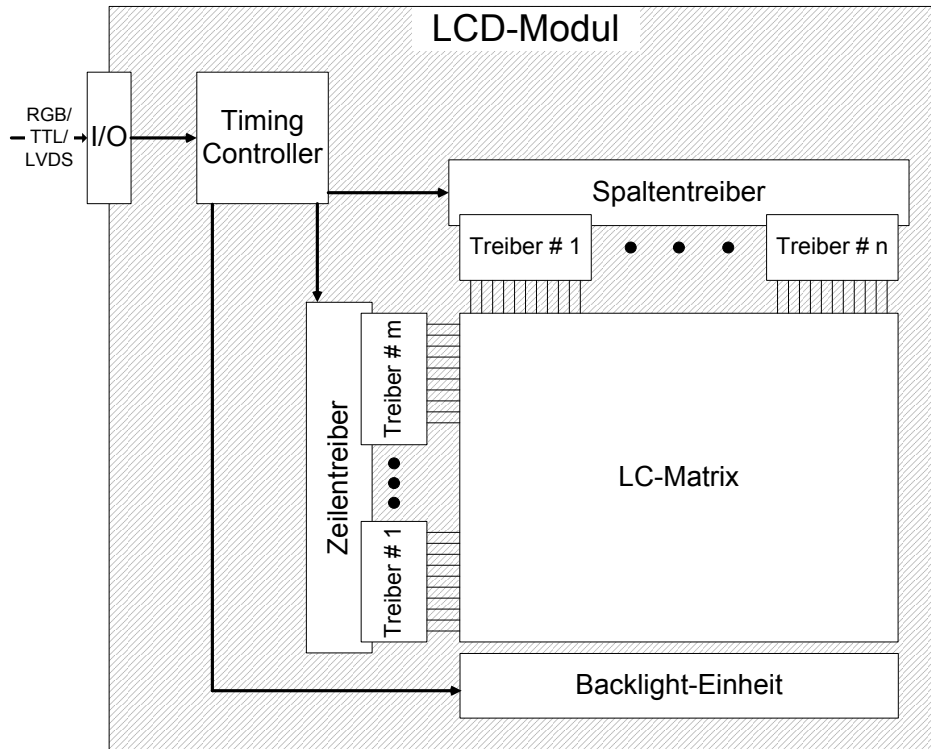 LCD-Modul
RGB/
TTL/
LVDS
I/O
Timing
Controller
Spaltentreiber
Treiber # 1
Treiber # n
Zeilentreiber
Treiber # m
Treiber # 1
LC-Matrix
Backlight-Einheit